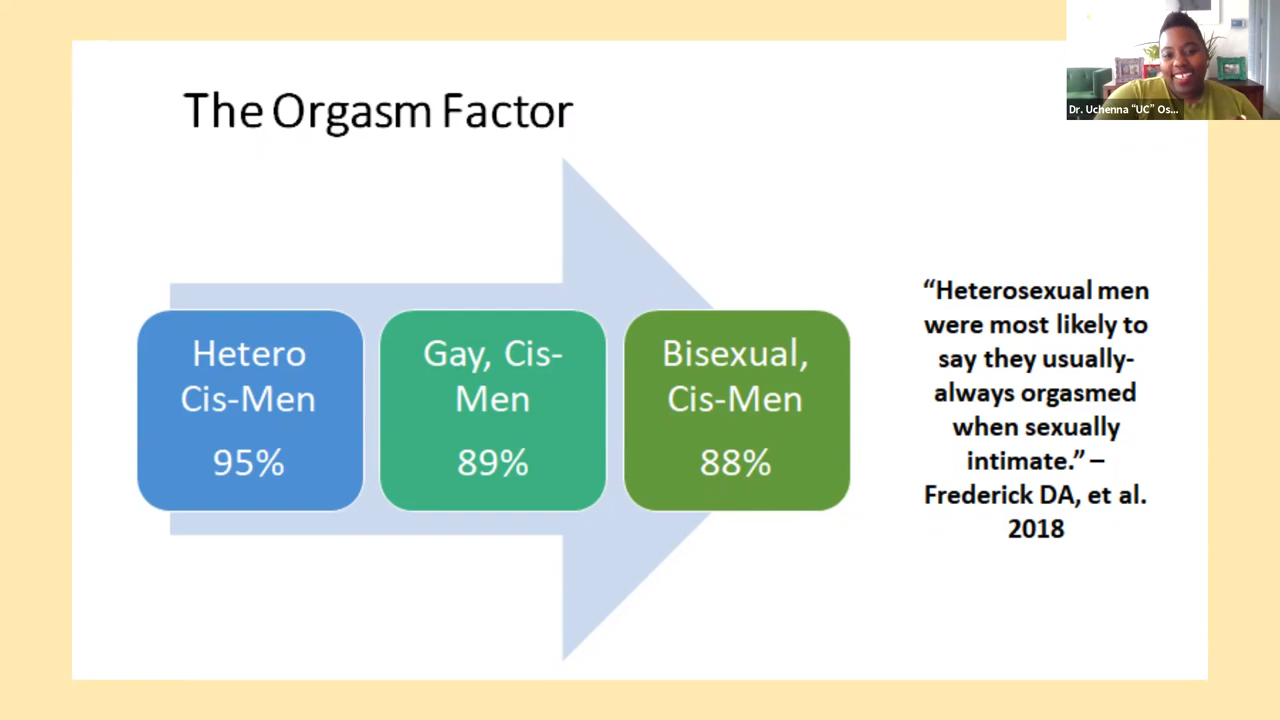 The Orgasm Factor
Dr. Uchenna “UC” Os...
Hetero
Cis-Men
95%
Gay, Cis-
Men
89%
Bisexual,
Cis-Men
88%
“Heterosexual men
were most likely to
say they usually-
always orgasmed
when sexually
intimate.” –
Frederick DA, et al.
2018